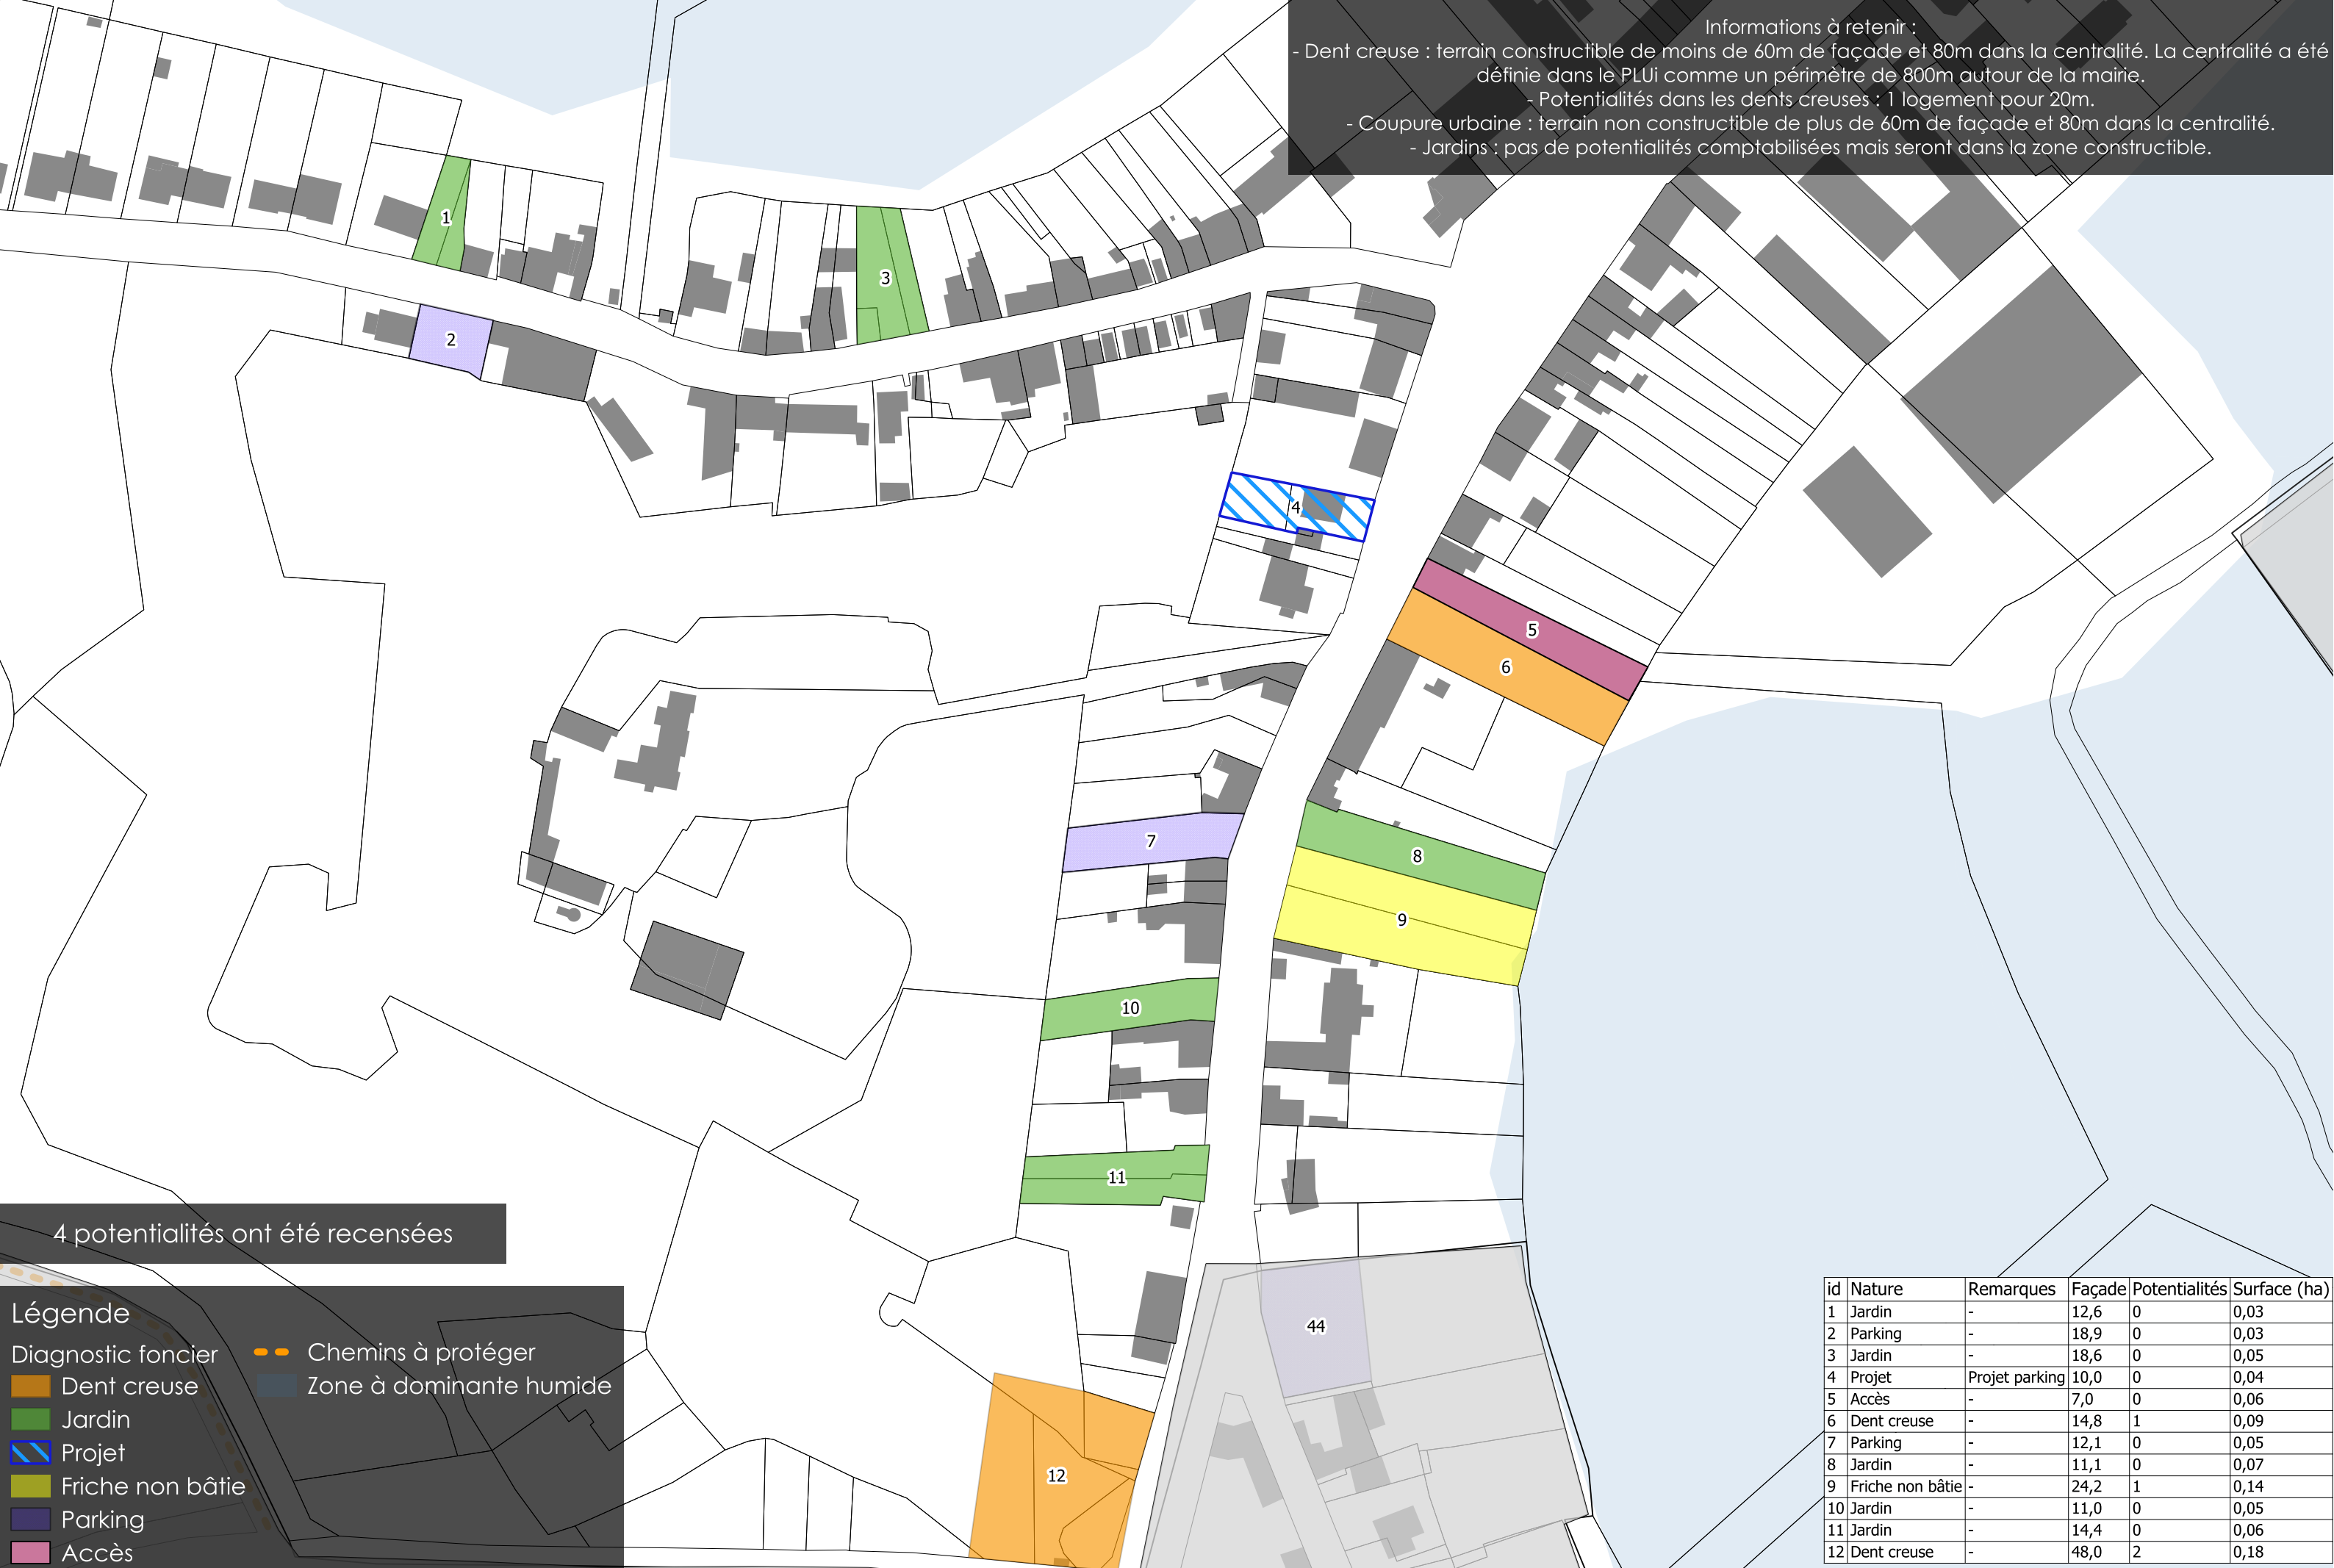 Informations à retenir :
- Dent creuse : terrain constructible de moins de 60m de façade et 80m dans la centralité. La centralité a été
définie dans le PLUi comme un périmètre de 800m autour de la mairie.
- Potentialités dans les dents creuses : 1 logement pour 20m.
- Coupure urbaine : terrain non constructible de plus de 60m de façade et 80m dans la centralité.
- Jardins : pas de potentialités comptabilisées mais seront dans la zone constructible.
1
2
3
4
5
6
7
8
9
10
11
12
44
4 potentialités ont été recensées
Légende
Diagnostic foncier
Dent creuse
Jardin
Projet
Friche non bâtie
Parking
Accès
Chemins à protéger
Zone à dominante humide
id Nature Remarques Façade Potentialités Surface (ha)
1 Jardin - 12,6 0 0,03
2 Parking - 18,9 0 0,03
3 Jardin - 18,6 0 0,05
4 Projet Projet parking 10,0 0 0,04
5 Accès - 7,0 0 0,06
6 Dent creuse - 14,8 1 0,09
7 Parking - 12,1 0 0,05
8 Jardin - 11,1 0 0,07
9 Friche non bâtie - 24,2 1 0,14
10 Jardin - 11,0 0 0,05
11 Jardin - 14,4 0 0,06
12 Dent creuse - 48,0 2 0,18